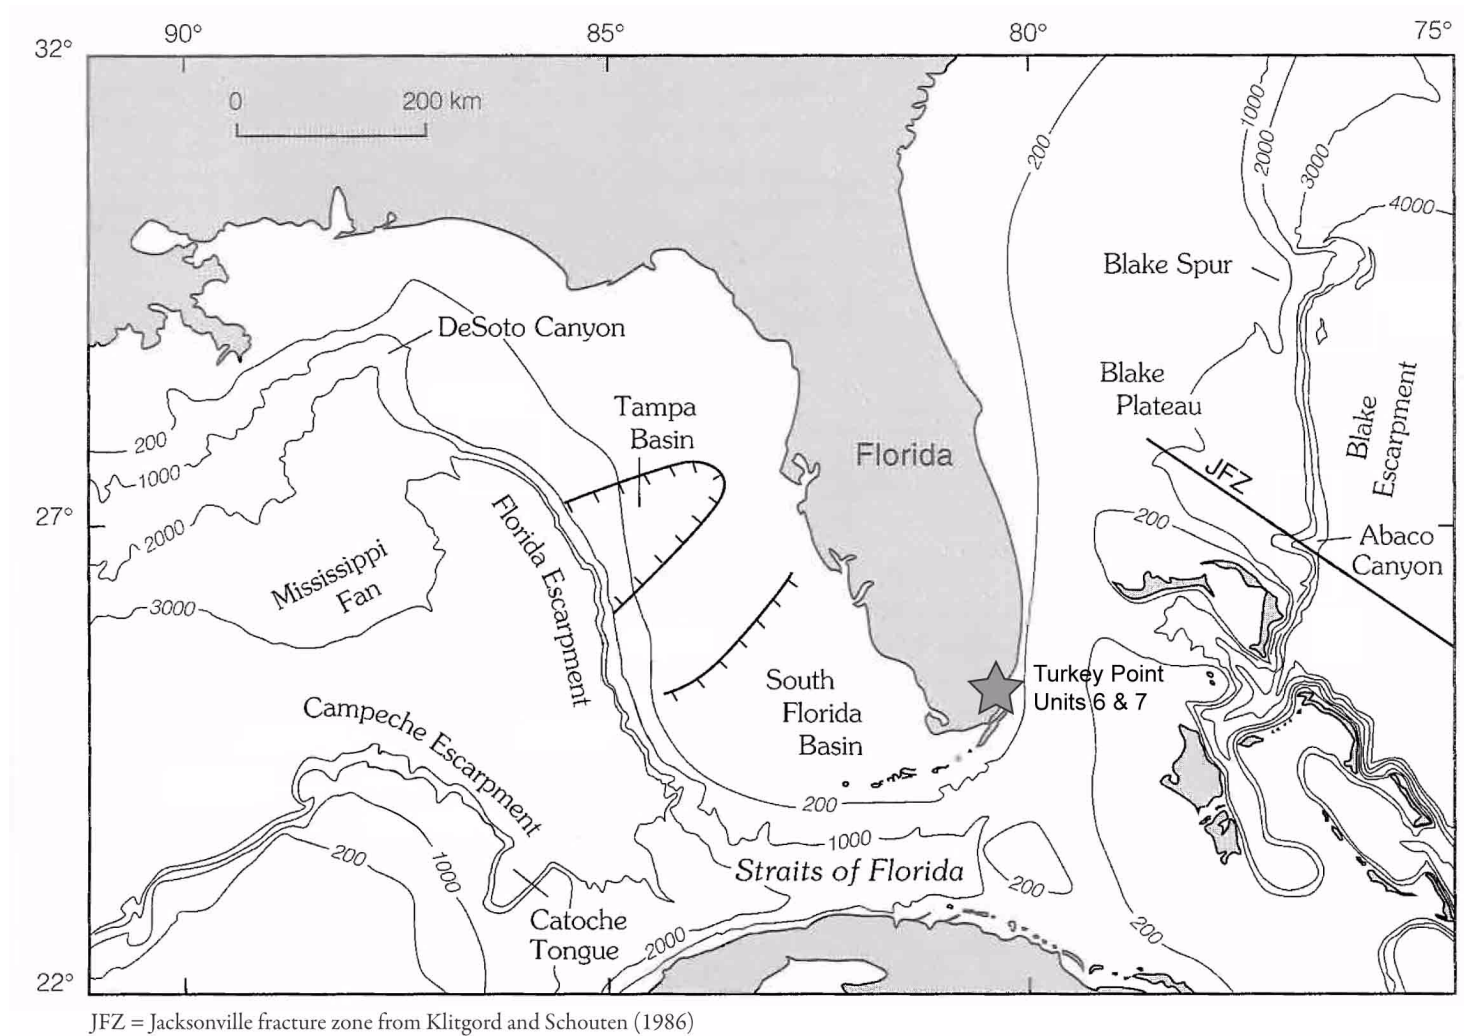 90°
85°
80°
75°
32°
0
200 km
1000
2000
3000
200
4000
Blake Spur
DeSoto Canyon
Blake
Plateau
Tampa
Basin
Florida
Blake
Escarpment
200
1000
2000
JFZ
27°
200
Abaco
Canyon
Florida Escarpment
Mississippi
Fan
3000
Turkey Point
Units 6 & 7
South
Florida
Basin
Campeche Escarpment
200
1000
Straits of Florida
200
200
1000
Catoche
Tongue
2000
200
22°
JFZ = Jacksonville fracture zone from Klitgord and Schouten (1986)